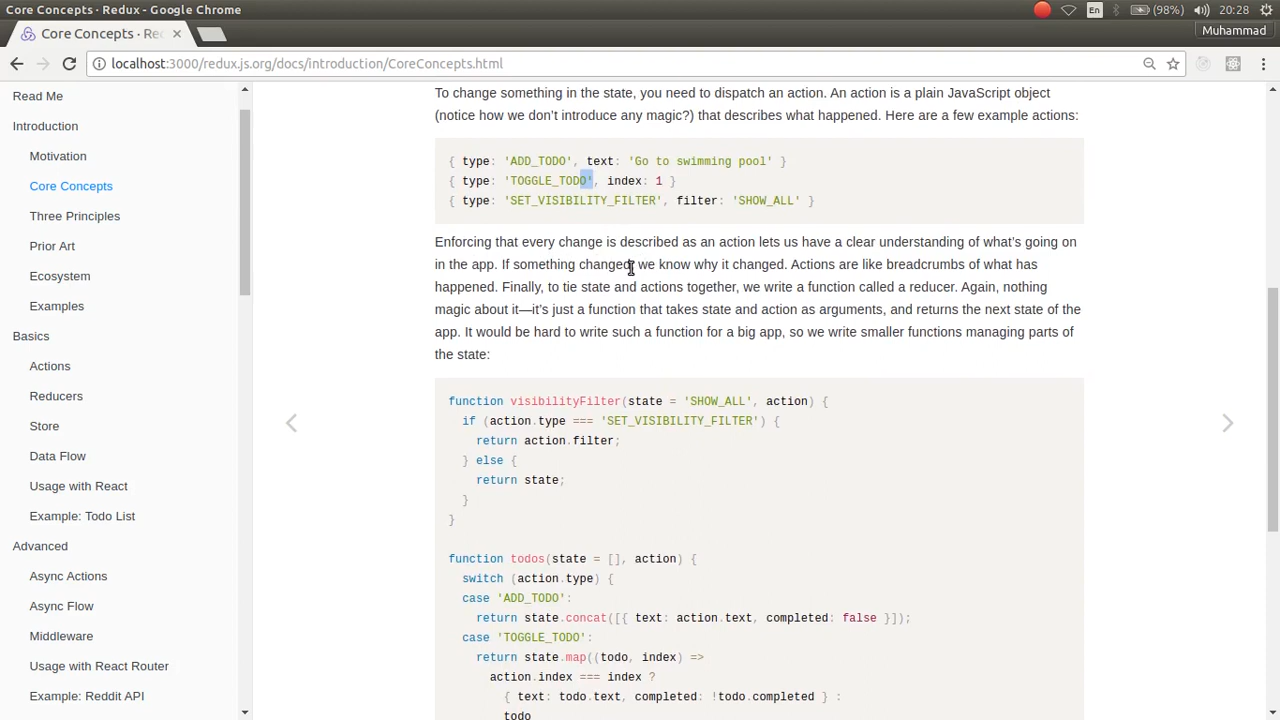 Core Concepts - Redux - Google Chrome
En
(98%)
20:28
Core Concepts · Re
Muhammad
localhost:3000/redux.js.org/docs/introduction/CoreConcepts.html
Read Me
Introduction
Motivation
Core Concepts
Three Principles
Prior Art
Ecosystem
Examples
Basics
Actions
Reducers
Store
Data Flow
Usage with React
Example: Todo List
Advanced
Async Actions
Async Flow
Middleware
Usage with React Router
Example: Reddit API
To change something in the state, you need to dispatch an action. An action is a plain JavaScript object
(notice how we don’t introduce any magic?) that describes what happened. Here are a few example actions:
{ type: 'ADD_TODO', text: 'Go to swimming pool' }
{ type: 'TOGGLE_TODO', index: 1 }
{ type: 'SET_VISIBILITY_FILTER', filter: 'SHOW_ALL' }
Enforcing that every change is described as an action lets us have a clear understanding of what’s going on
in the app. If something changed, we know why it changed. Actions are like breadcrumbs of what has
happened. Finally, to tie state and actions together, we write a function called a reducer. Again, nothing
magic about it—it’s just a function that takes state and action as arguments, and returns the next state of the
app. It would be hard to write such a function for a big app, so we write smaller functions managing parts of
the state:
function visibilityFilter(state = 'SHOW_ALL', action) {
if (action.type === 'SET_VISIBILITY_FILTER') {
return action.filter;
} else {
return state;
}
}
function todos(state = [], action) {
switch (action.type) {
case 'ADD_TODO':
return state.concat([{ text: action.text, completed: false }]);
case 'TOGGLE_TODO':
return state.map((todo, index) =>
action.index === index ?
{ text: todo.text, completed: !todo.completed } :
todo